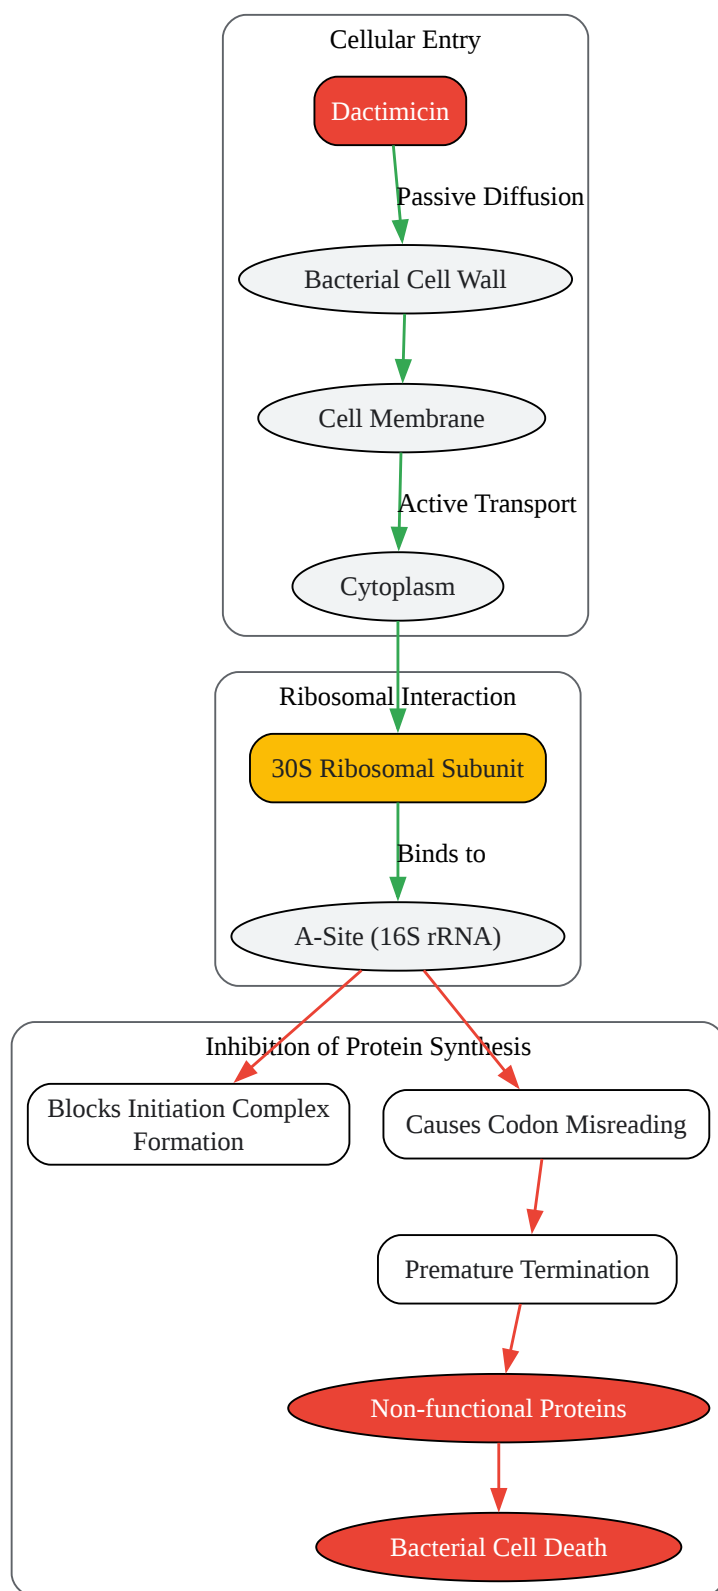 Cellular Entry
Dactimicin
Passive Diffusion
Bacterial Cell Wall
Cell Membrane
Active Transport
Cytoplasm
Ribosomal Interaction
30S Ribosomal Subunit
Binds to
A-Site (16S rRNA)
Inhibition of Protein Synthesis
Blocks Initiation Complex
Formation
Causes Codon Misreading
Premature Termination
Non-functional Proteins
Bacterial Cell Death